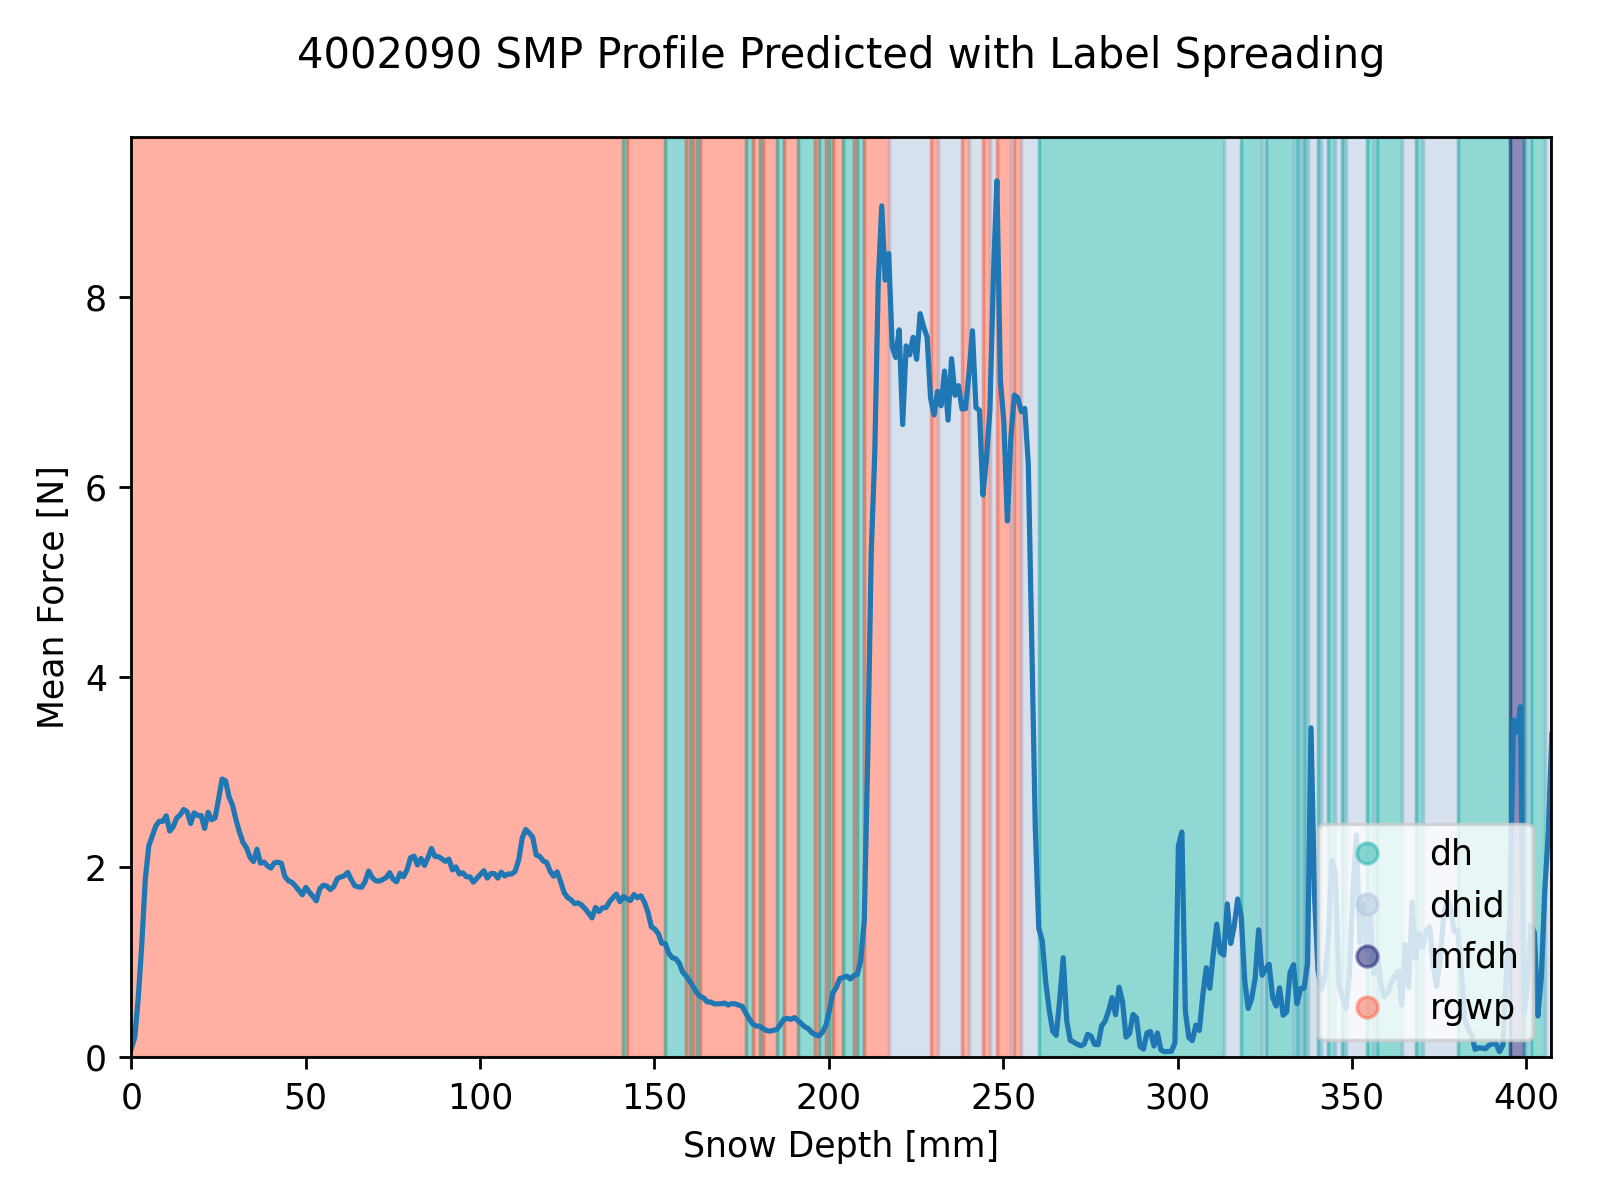 4002090 SMP Profile Predicted with Label Spreading
Mean Force [N]
8
6
4
2
0
0 50 100 150 200 250 300 350 400
Snow Depth [mm]
dh
dhid
mfdh
rgwp